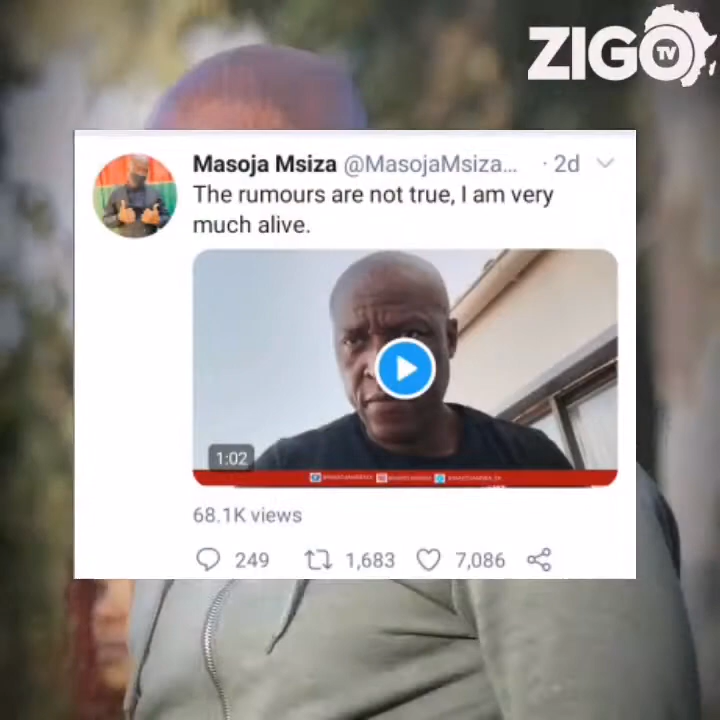 ZIGO TV
Masoja Msiza @MasojaMsiza... · 2d
The rumours are not true, I am very
much alive.
1:02
68.1K views
249 1,683 7,086